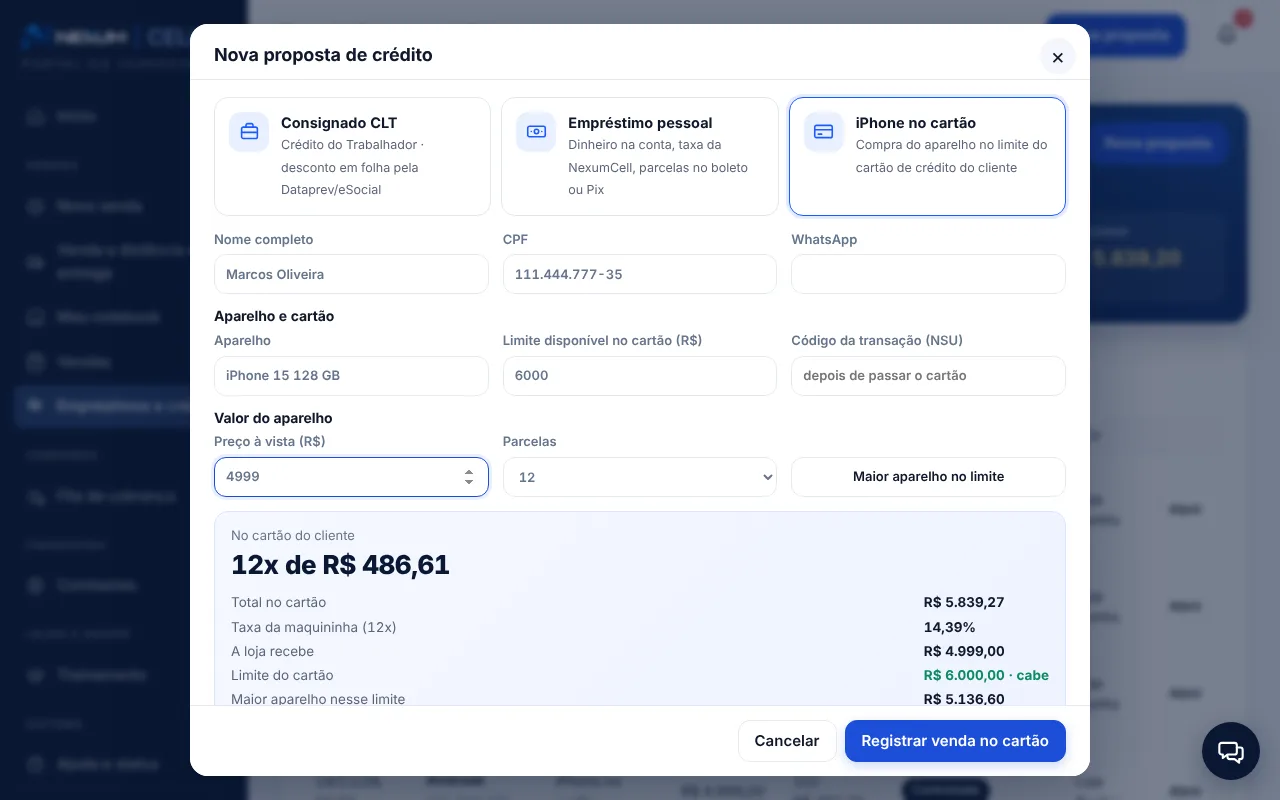 Nova proposta de crédito
Consignado CLT
Crédito do Trabalhador ·
desconto em folha pela
Dataprev/eSocial
Empréstimo pessoal
Dinheiro na conta, taxa da
NexumCell, parcelas no boleto
ou Pix
iPhone no cartão
Compra do aparelho no limite do
cartão de crédito do cliente
Nome completo
CPF
WhatsApp
Marcos Oliveira
111.444.777-35
Aparelho e cartão
Aparelho
Limite disponível no cartão (R$)
Código da transação (NSU)
iPhone 15 128 GB
6000
depois de passar o cartão
Valor do aparelho
Preço à vista (R$)
Parcelas
4999
12
Maior aparelho no limite
No cartão do cliente
12x de R$ 486,61
Total no cartão
R$ 5.839,27
Taxa da maquininha (12x)
14,39%
A loja recebe
R$ 4.999,00
Limite do cartão
R$ 6.000,00 · cabe
Maior aparelho nesse limite
R$ 5.136,60
Cancelar
Registrar venda no cartão